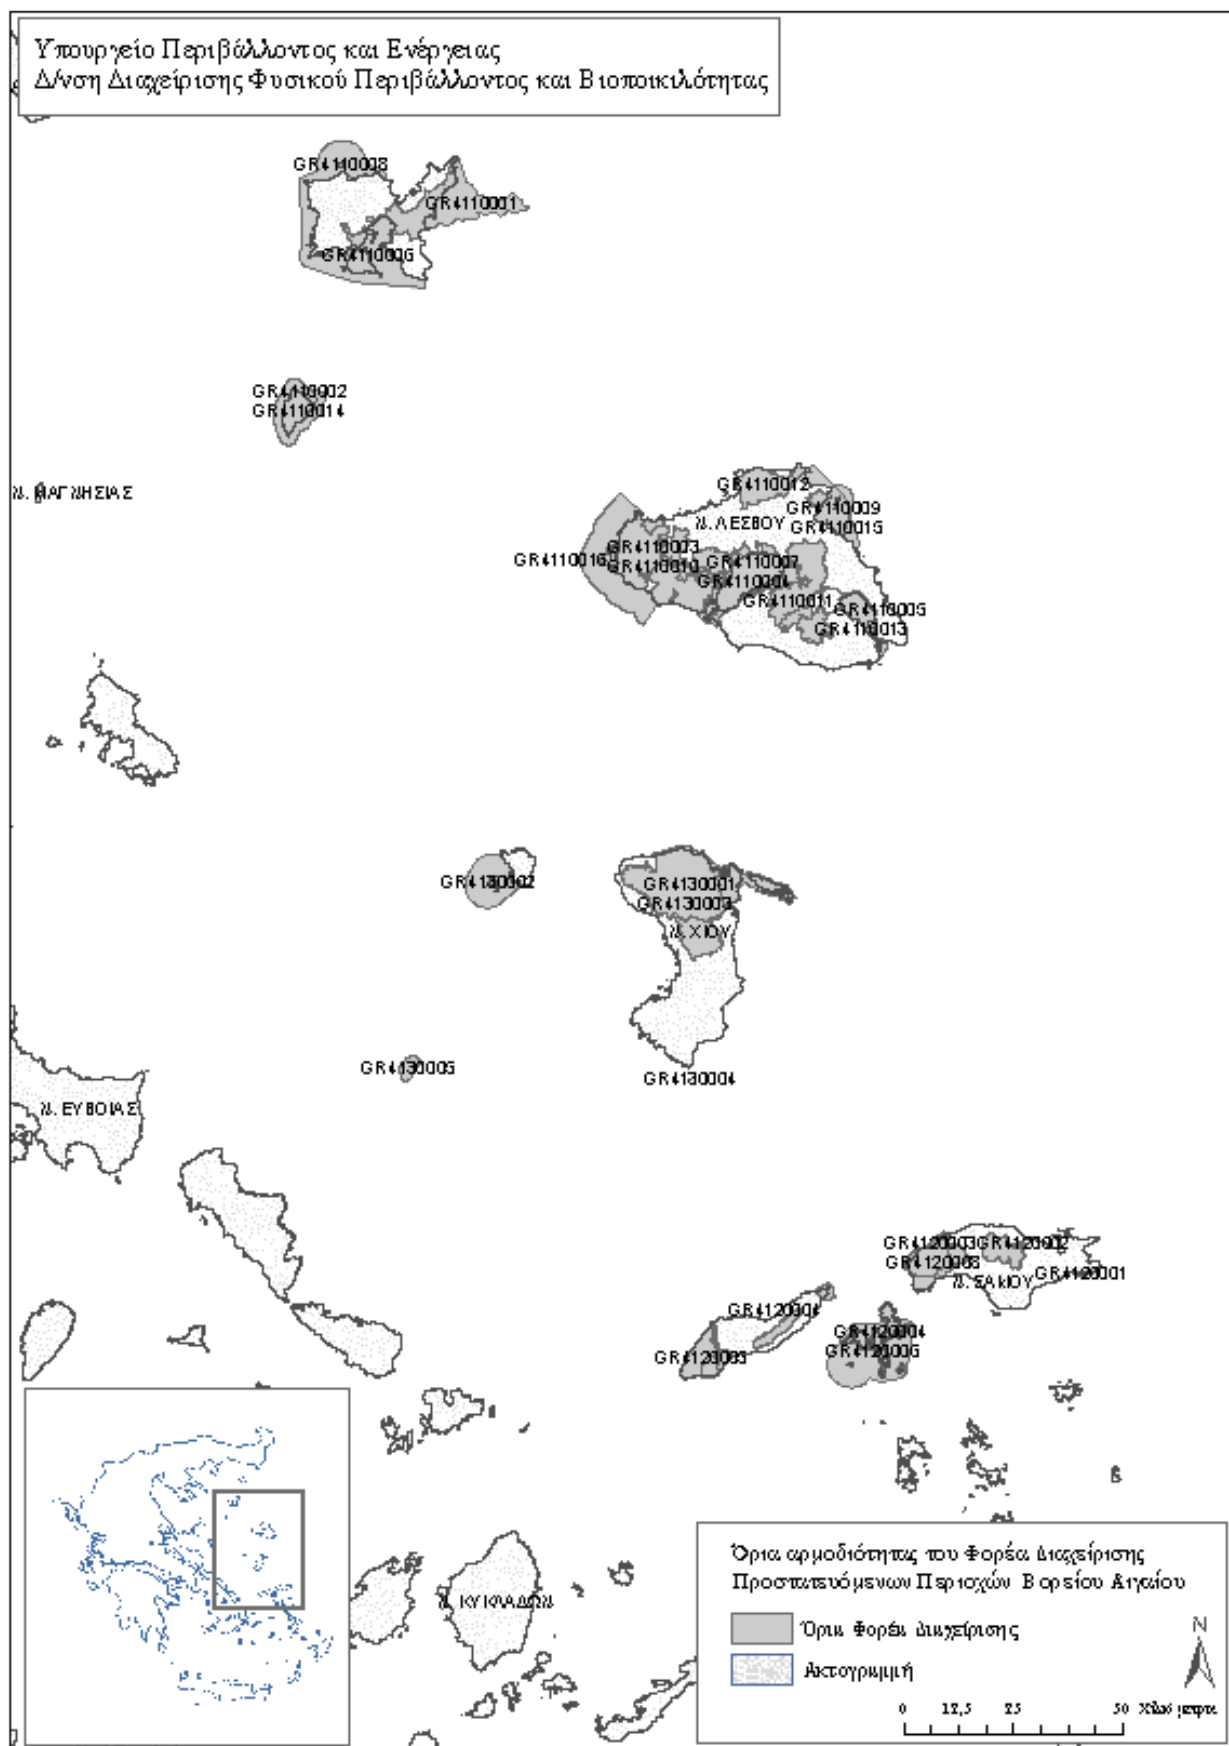 Υπουργείο Περιβάλλοντος και Ενέργειας
Δ/νση Διαχείρισης Φυσικού Περιβάλλοντος και Βιοποικιλότητας
GR4110008
GR4110001
GR4110006
GR4110002
GR4110014
Ν. ΜΑΓΝΗΣΙΑΣ
GR4110012
GR4110009
GR4110015
Ν. ΛΕΣΒΟΥ
GR4110016
GR4110003
GR4110010
GR4110007
GR4110004
GR4110011
GR4110005
GR4110013
GR4130002
GR4130001
GR4130003
Ν. ΧΙΟΥ
GR4130005
GR4130004
Ν. ΕΥΒΟΙΑΣ
GR4120003
GR4120002
GR4120008
GR4120001
Ν. ΣΑΜΟΥ
GR4120004
GR4120004
GR4120005
GR4120006
Ν. ΚΥΚΛΑΔΩΝ
Όρια αρμοδιότητας του Φορέα Διαχείρισης
Προστατευόμενων Περιοχών Βορείου Αιγαίου
Όρια Φορέα Διαχείρισης
Ακτογραμμή
N
0 12,5 25 50 Χιλιόμετρα